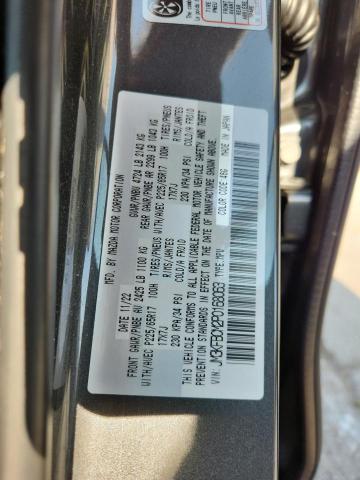 BY: MAZDA MOTOR CORPORATION
DATE: 11/22 GVWR/PNBV 4724 LB 2143 KG
FRONT GAWR/PNBE AV 2425 LB 1100 KG REAR GAWR/PNBE AR 2299 LB 1043 KG
WITH/AVEC P225/65R17 100H TIRES/PNEUS WITH/AVEC P225/65R17 100H TIRES/PNEUS
17X7J RIMS/JANTES 17X7J RIMS/JANTES
230 KPA/34 PSI COLD/A FROID 230 KPA/34 PSI COLD/A FROID
THIS VEHICLE CONFORMS TO ALL APPLICABLE FEDERAL MOTOR VEHICLE SAFETY AND THEFT
PREVENTION STANDARDS IN EFFECT ON THE DATE OF MANUFACTURE SHOWN ABOVE.
VIN: TYPE:MPV COLOR CODE: 46G
MADE IN JAPAN